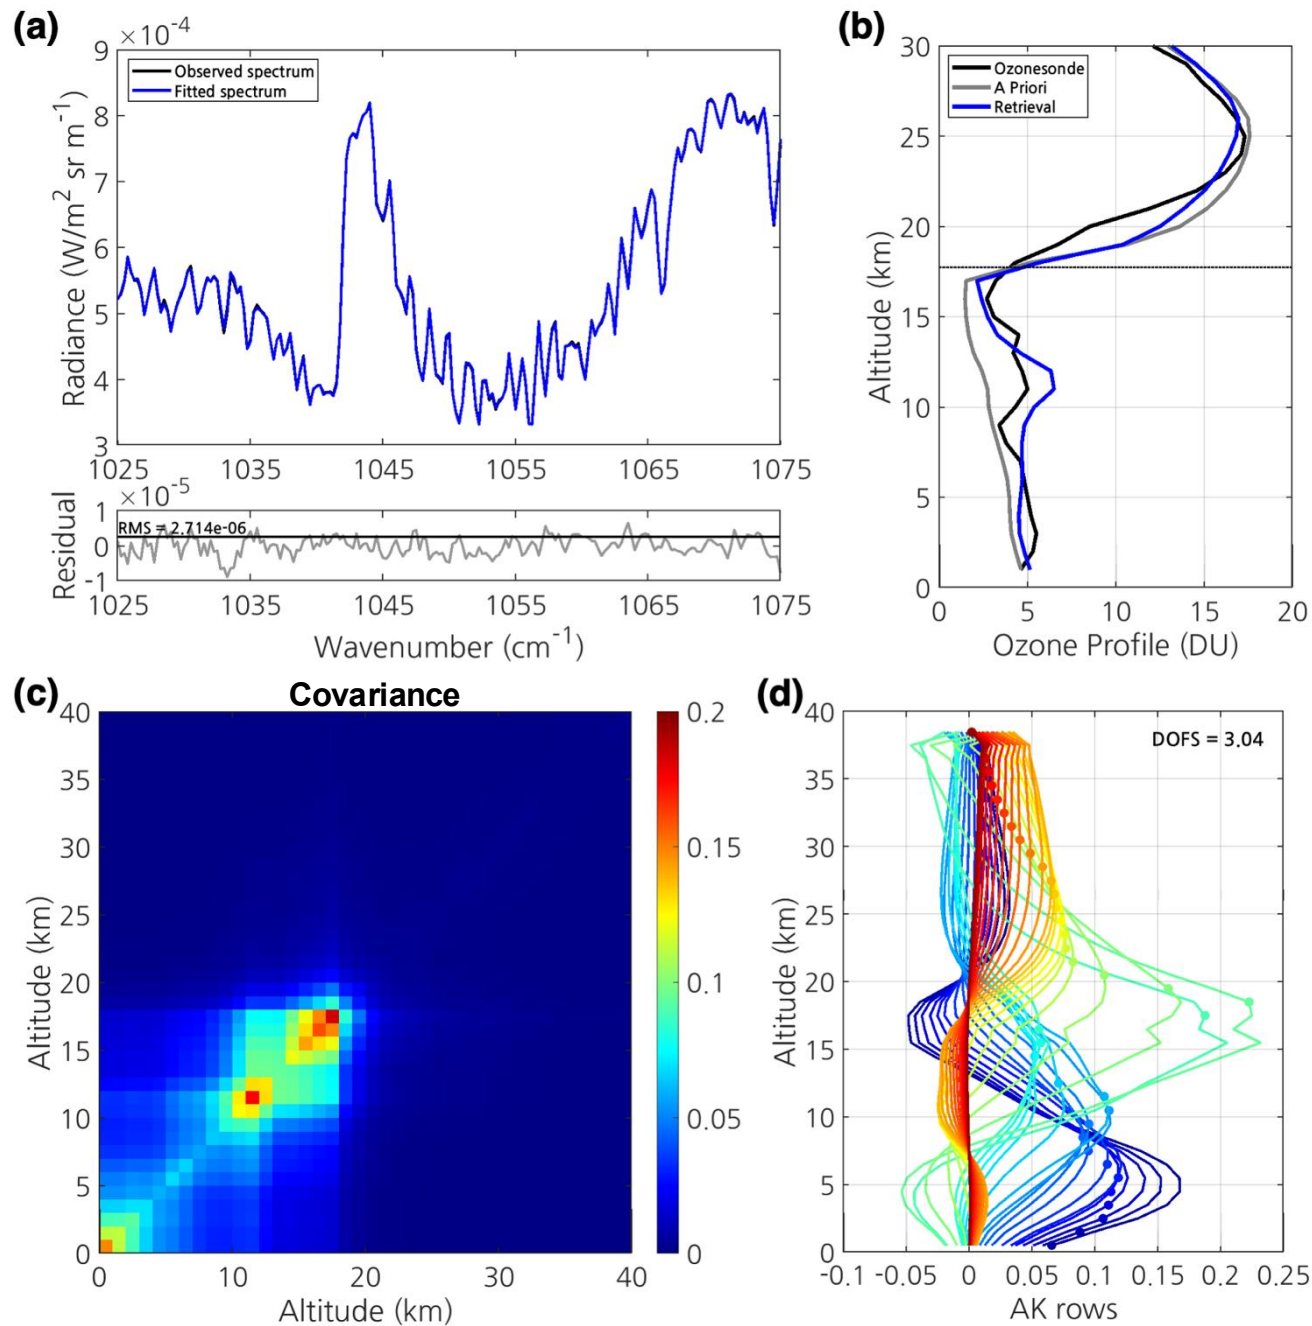 (a)
×10⁻⁴
Observed spectrum
Fitted spectrum
Radiance (W/m² sr m⁻¹)
9
8
7
6
5
4
3
1025 1035 1045 1055 1065 1075
×10⁻⁵
RMS = 2.714e-06
Residual
1
0
-1
1025 1035 1045 1055 1065 1075
Wavenumber (cm⁻¹)
(b)
Ozonesonde
A Priori
Retrieval
Altitude (km)
30
25
20
15
10
5
0
0 5 10 15 20
Ozone Profile (DU)
(c)
Covariance
Altitude (km)
40
35
30
25
20
15
10
5
0
0 10 20 30 40
Altitude (km)
0.2
0.15
0.1
0.05
0
(d)
DOFS = 3.04
Altitude (km)
40
35
30
25
20
15
10
5
0
-0.1 -0.05 0 0.05 0.1 0.15 0.2 0.25
AK rows